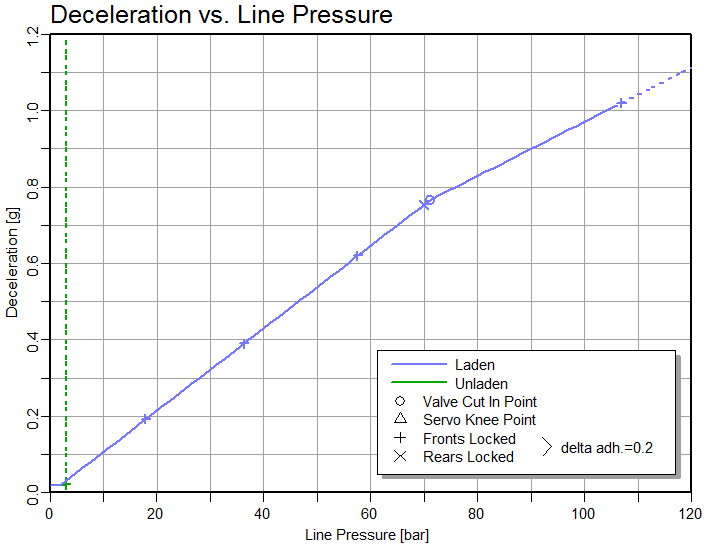 Deceleration vs. Line Pressure
1.2
1.0
0.8
0.6
0.4
0.2
0.0
Deceleration [g]
Laden
Unladen
Valve Cut In Point
Servo Knee Point
Fronts Locked
Rears Locked
delta adh.=0.2
0 20 40 60 80 100 120
Line Pressure [bar]